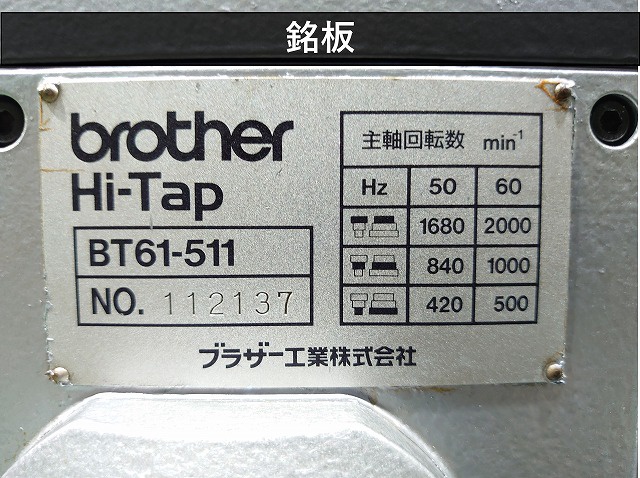 銘板
brother
Hi-Tap
BT61-511
NO. 112137
主軸回転数 min⁻¹
Hz 50 60
1680 2000
840 1000
420 500
ブラザー工業株式会社